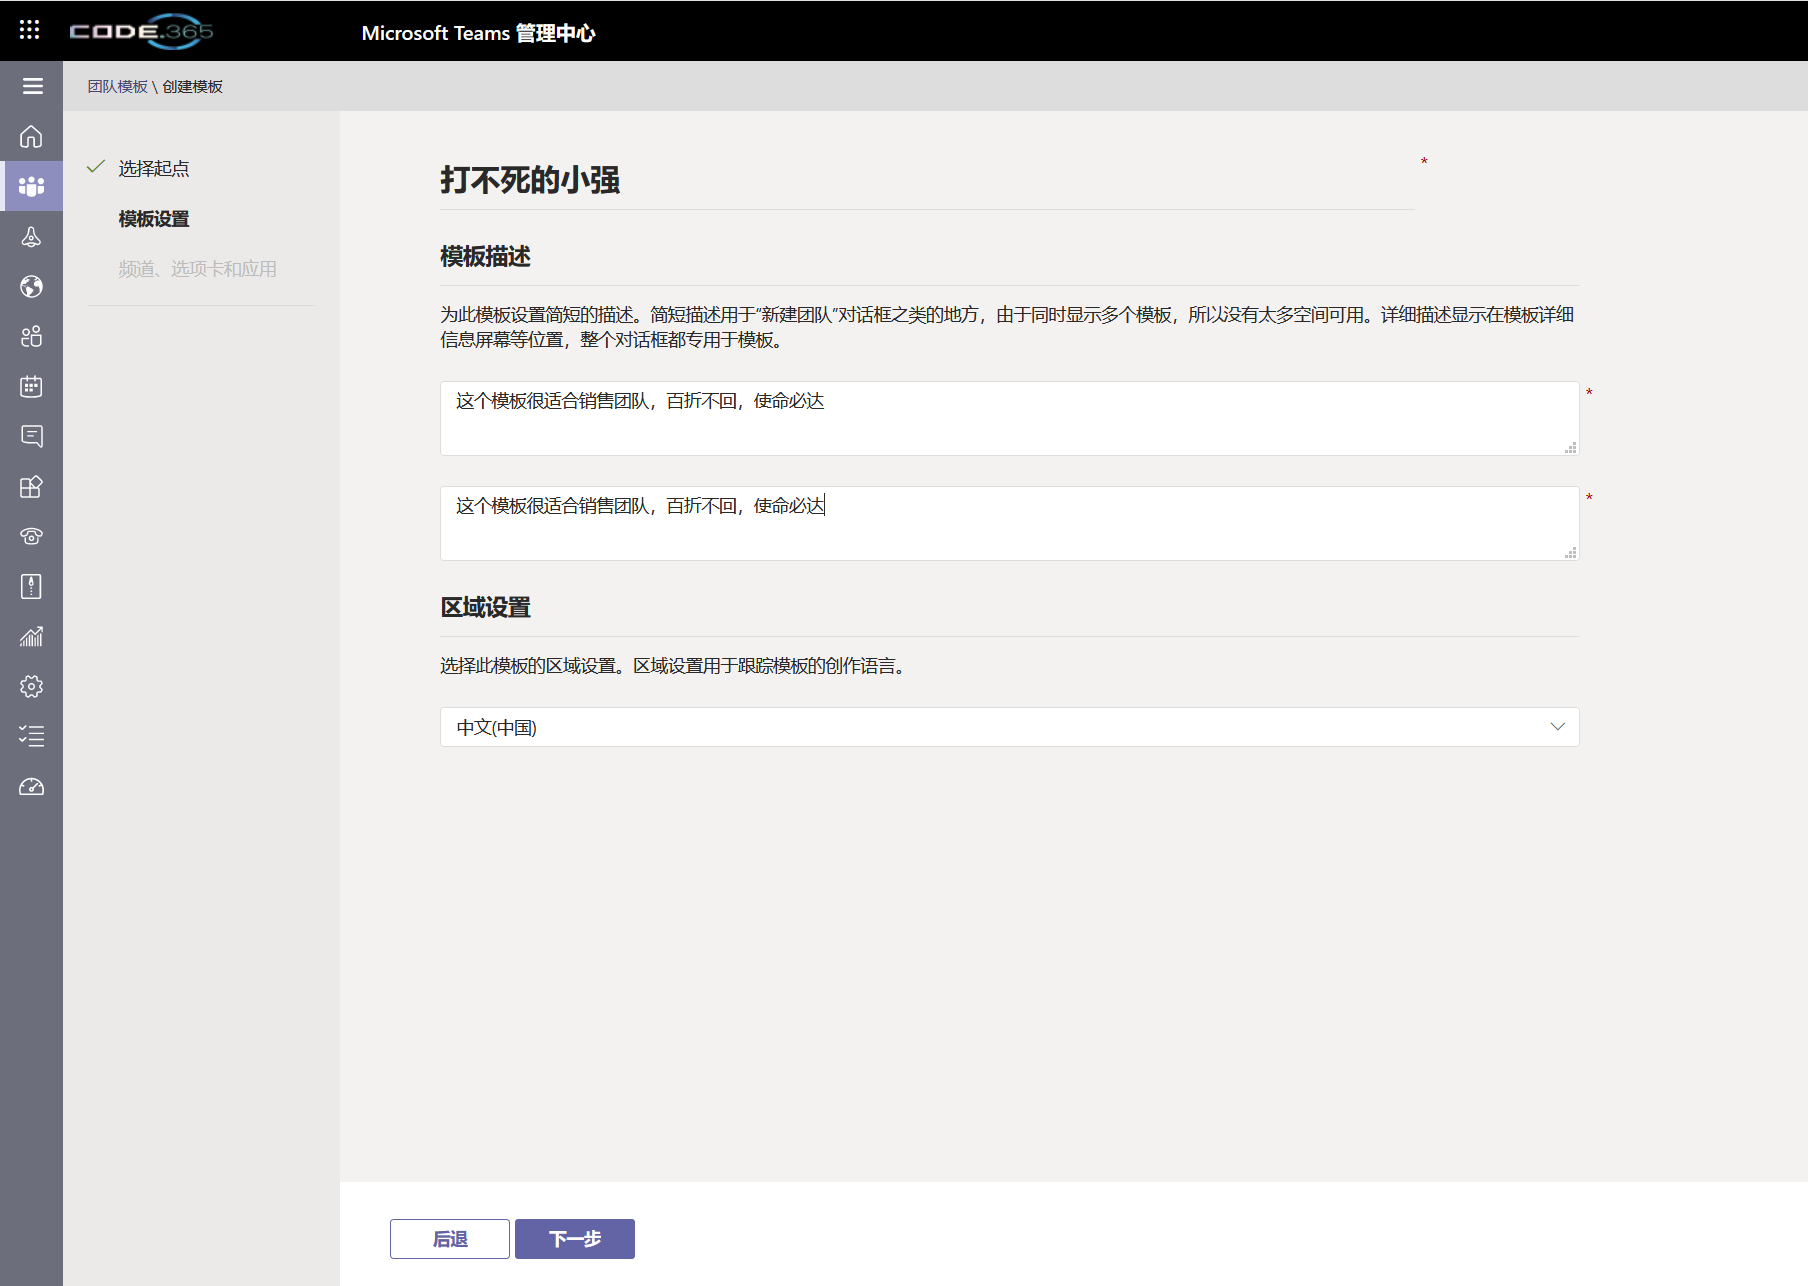 CODE.365
Microsoft Teams 管理中心
团队模板 \ 创建模板
选择起点
模板设置
频道、选项卡和应用
打不死的小强
*
模板描述
为此模板设置简短的描述。简短描述用于“新建团队”对话框之类的地方，由于同时显示多个模板，所以没有太多空间可用。详细描述显示在模板详细
信息屏幕等位置，整个对话框都专用于模板。
这个模板很适合销售团队，百折不回，使命必达
*
这个模板很适合销售团队，百折不回，使命必达
*
区域设置
选择此模板的区域设置。区域设置用于跟踪模板的创作语言。
中文(中国)
后退
下一步